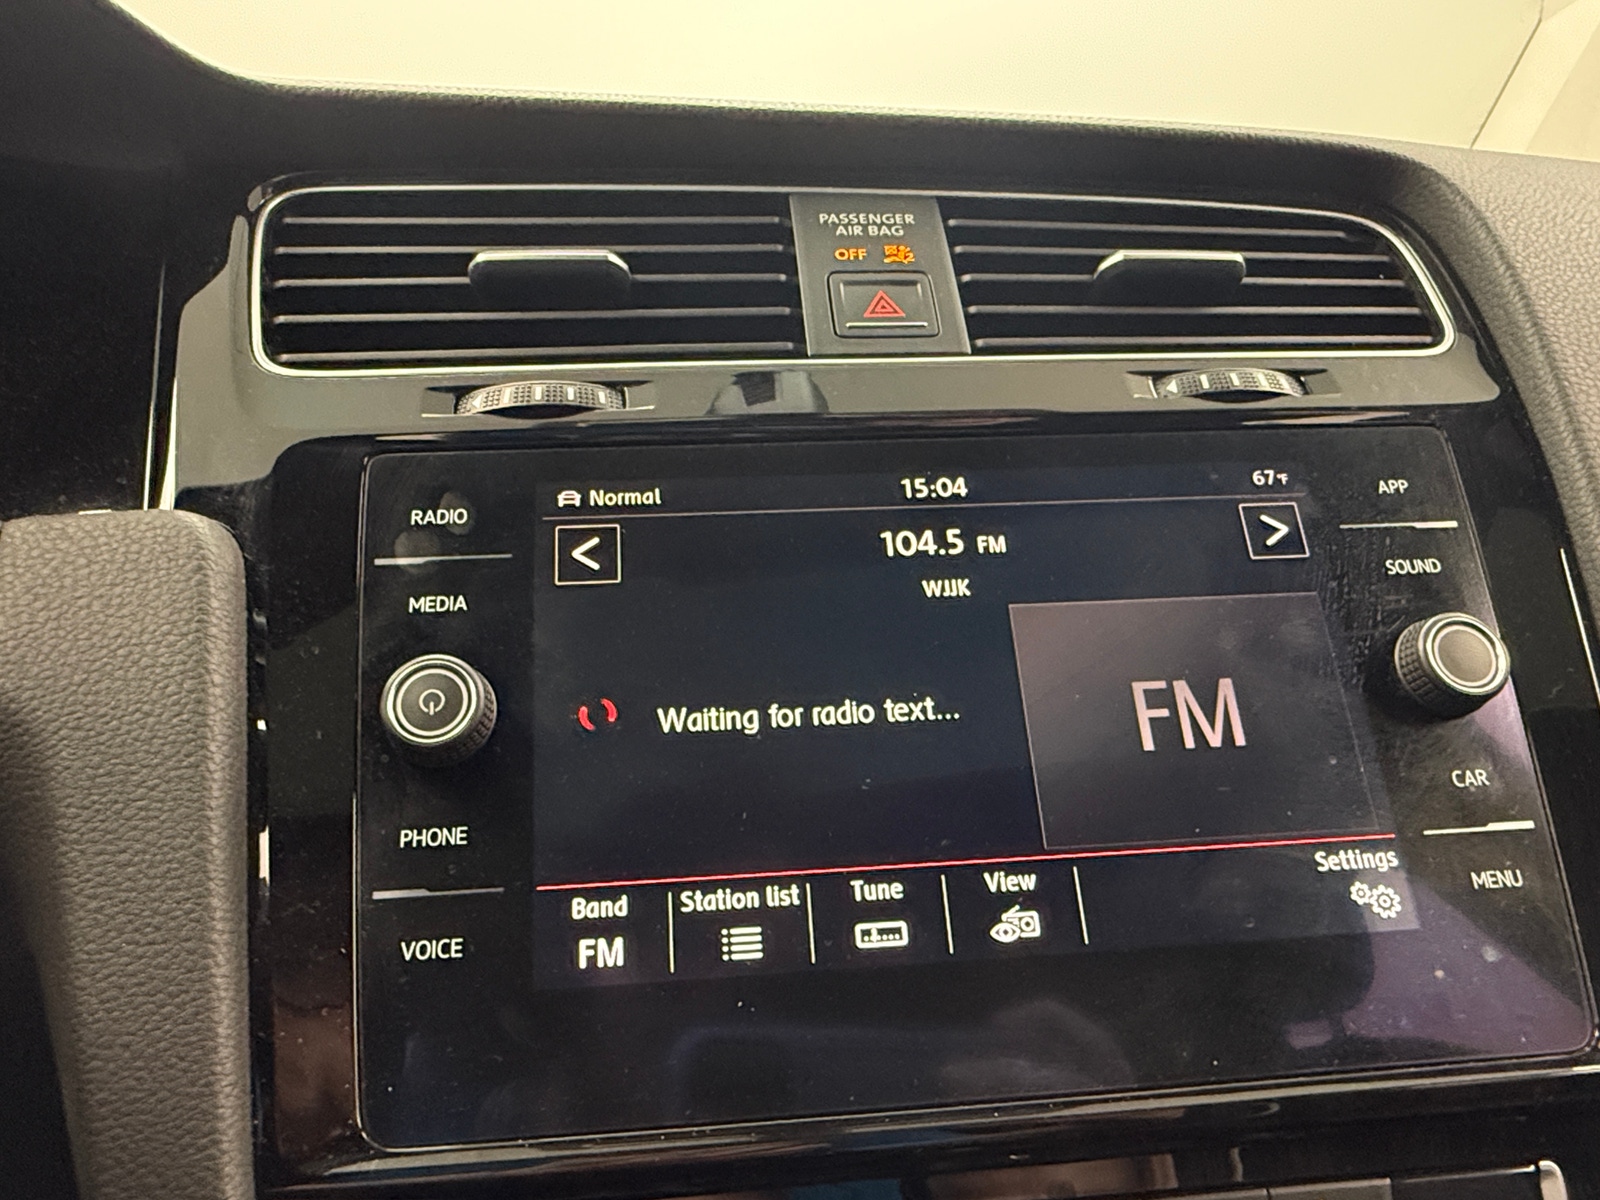 PASSENGER
AIR BAG
OFF
2
Normal
15:04
67°F
104.5 FM
WJJK
Waiting for radio text...
FM
Band
FM
Station list
Tune
View
Settings
RADIO
MEDIA
PHONE
VOICE
APP
SOUND
CAR
MENU